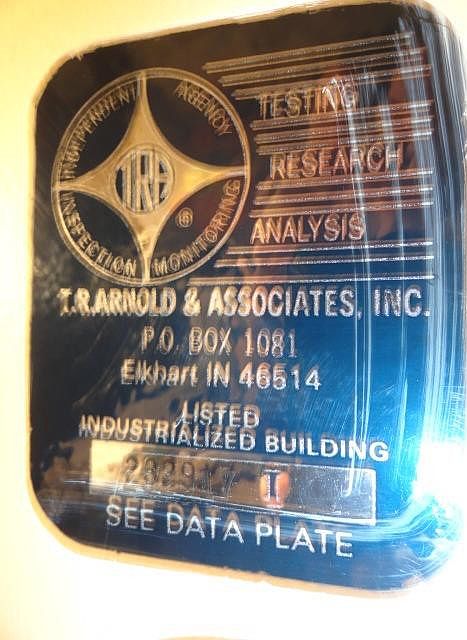 INDEPENDENT AGENCY
INSPECTION MONITORING
TRA
®
TESTING
RESEARCH
ANALYSIS
T.R.ARNOLD & ASSOCIATES, INC.
P.O. BOX 1081
Elkhart IN 46514
LISTED
INDUSTRIALIZED BUILDING
SEE DATA PLATE